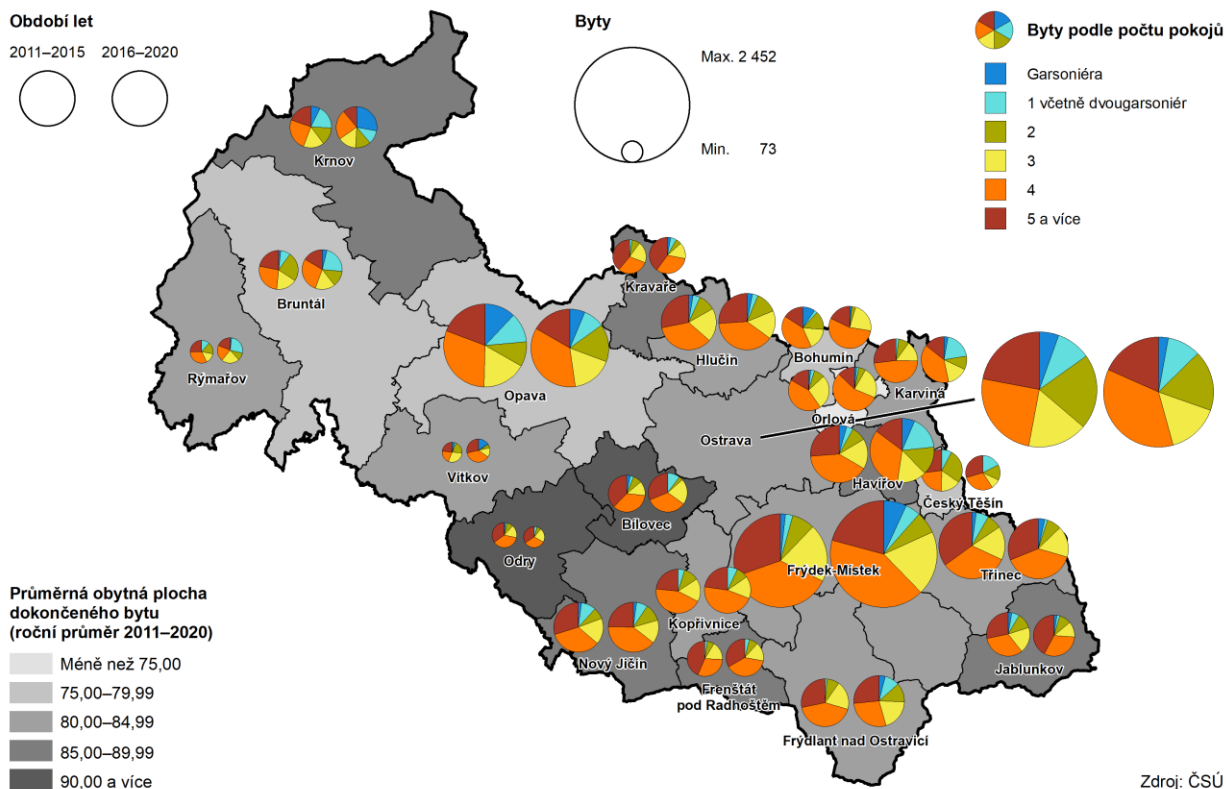 Období let
2011–2015
2016–2020
Byty
Max. 2 452
Min. 73
Byty podle počtu pokojů
Garsoniéra
1 včetně dvougarsoniér
2
3
4
5 a více
Krnov
Bruntál
Rýmařov
Opava
Kravaře
Hlučín
Bohumín
Karviná
Orlová
Ostrava
Havířov
Český Těšín
Vítkov
Bílovec
Odry
Frýdek-Místek
Třinec
Kopřivnice
Nový Jičín
Frenštát
pod Radhoštěm
Jablunkov
Frýdlant nad Ostravicí
Průměrná obytná plocha
dokončeného bytu
(roční průměr 2011–2020)
Méně než 75,00
75,00–79,99
80,00–84,99
85,00–89,99
90,00 a více
Zdroj: ČSÚ